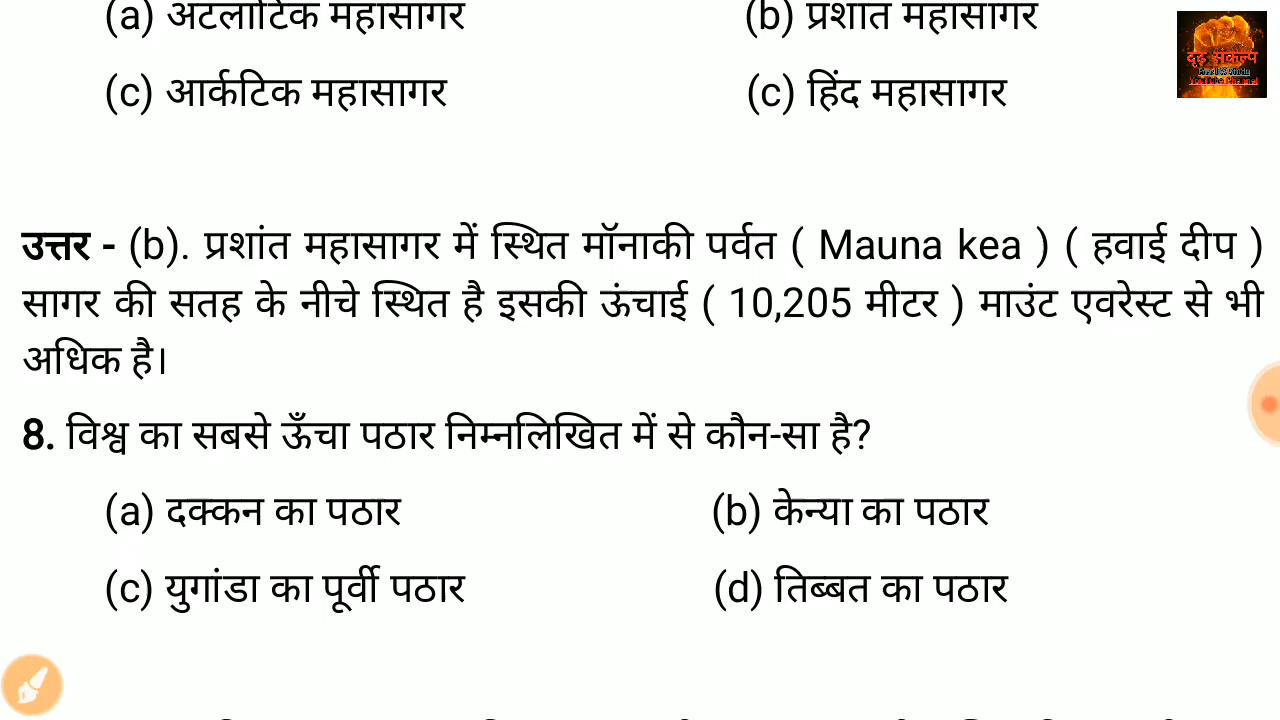 (a) अटलांटिक महासागर (b) प्रशांत महासागर
(c) आर्कटिक महासागर (c) हिंद महासागर
दृढ़ संकल्प
उत्तर - (b). प्रशांत महासागर में स्थित मॉनाकी पर्वत ( Mauna kea ) ( हवाई दीप )
सागर की सतह के नीचे स्थित है इसकी ऊंचाई ( 10,205 मीटर ) माउंट एवरेस्ट से भी
अधिक है।
8. विश्व का सबसे ऊँचा पठार निम्नलिखित में से कौन-सा है?
(a) दक्कन का पठार (b) केन्या का पठार
(c) युगांडा का पूर्वी पठार (d) तिब्बत का पठार